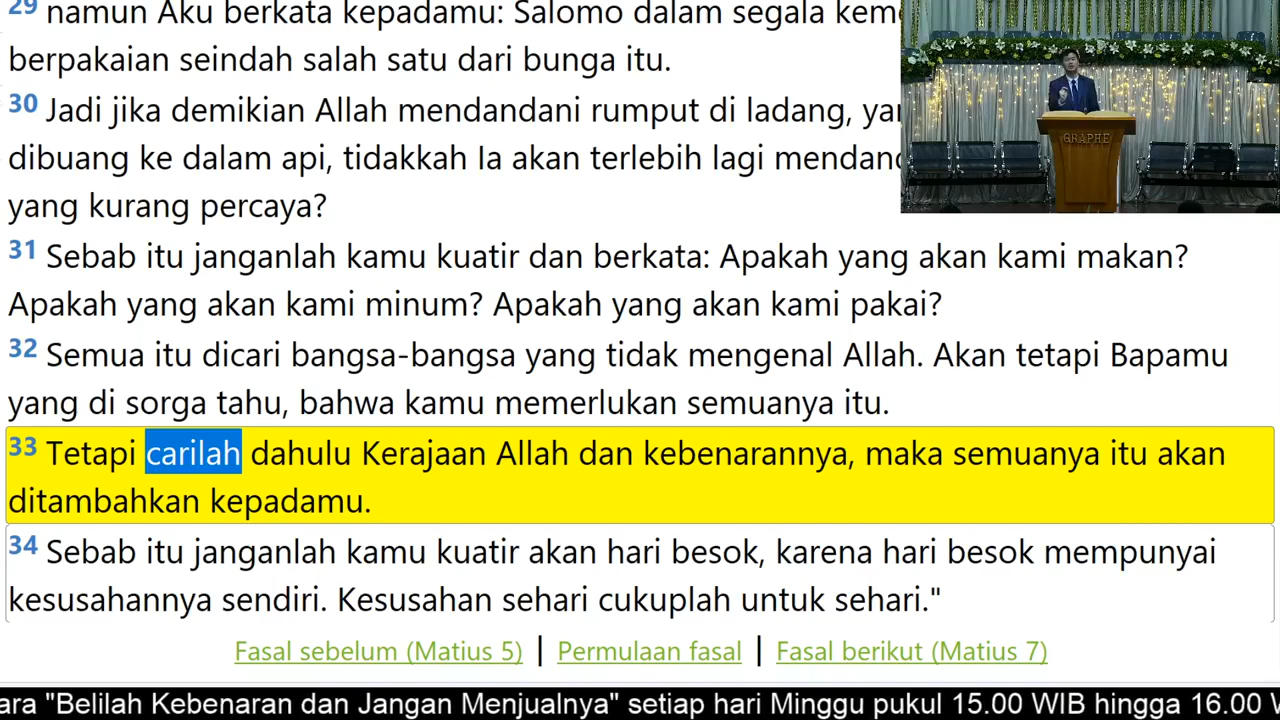 29 namun Aku berkata kepadamu: Salomo dalam segala
berpakaian seindah salah satu dari bunga itu.
30 Jadi jika demikian Allah mendandani rumput di ladang,
dibuang ke dalam api, tidakkah Ia akan terlebih lagi
yang kurang percaya?
31 Sebab itu janganlah kamu kuatir dan berkata: Apakah yang akan kami makan?
Apakah yang akan kami minum? Apakah yang akan kami pakai?
32 Semua itu dicari bangsa-bangsa yang tidak mengenal Allah. Akan tetapi Bapamu
yang di sorga tahu, bahwa kamu memerlukan semuanya itu.
33 Tetapi carilah dahulu Kerajaan Allah dan kebenarannya, maka semuanya itu akan
ditambahkan kepadamu.
34 Sebab itu janganlah kamu kuatir akan hari besok, karena hari besok mempunyai
kesusahannya sendiri. Kesusahan sehari cukuplah untuk sehari."
Fasal sebelum (Matius 5) | Permulaan fasal | Fasal berikut (Matius 7)
GRAPHE
ara "Belilah Kebenaran dan Jangan Menjualnya" setiap hari Minggu pukul 15.00 WIB hingga 16.00